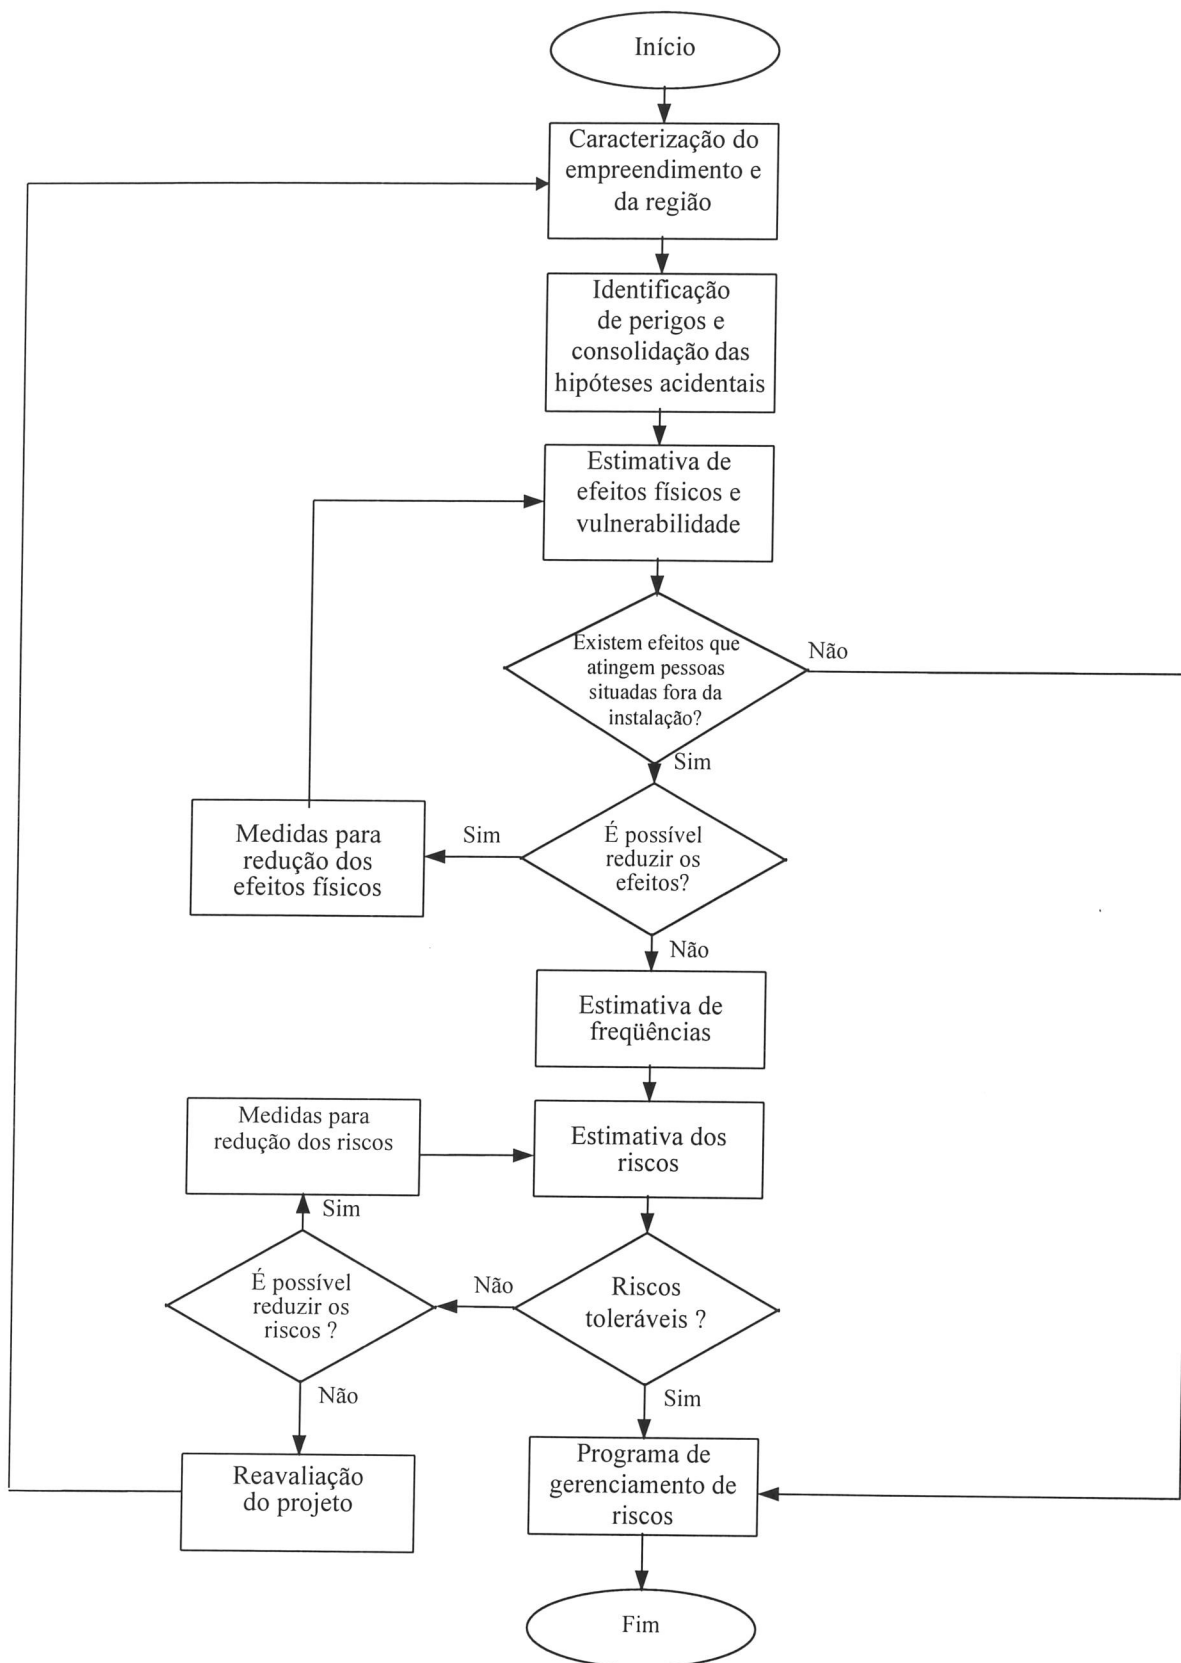 Início
Caracterização do
empreendimento e
da região
Identificação
de perigos e
consolidação das
hipóteses acidentais
Estimativa de
efeitos físicos e
vulnerabilidade
Existem efeitos que
atingem pessoas
situadas fora da
instalação?
Não
Sim
É possível
reduzir os
efeitos?
Sim
Medidas para
redução dos
efeitos físicos
Não
Estimativa de
freqüências
Medidas para
redução dos riscos
Estimativa dos
riscos
Sim
É possível
reduzir os
riscos ?
Não
Riscos
toleráveis ?
Não
Sim
Reavaliação
do projeto
Programa de
gerenciamento de
riscos
Fim